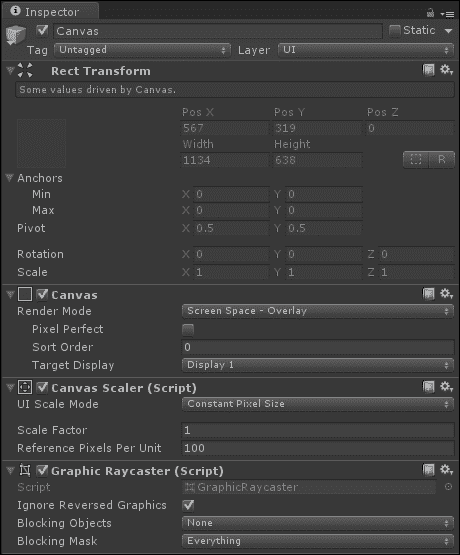 Inspector
Canvas Static
Tag Untagged Layer UI
Rect Transform
Some values driven by Canvas.
Pos X Pos Y Pos Z
567 319 0
Width Height
1134 638 R
Anchors
Min X 0 Y 0
Max X 0 Y 0
Pivot X 0.5 Y 0.5
Rotation X 0 Y 0 Z 0
Scale X 1 Y 1 Z 1
Canvas
Render Mode Screen Space - Overlay
Pixel Perfect
Sort Order 0
Target Display Display 1
Canvas Scaler (Script)
UI Scale Mode Constant Pixel Size
Scale Factor 1
Reference Pixels Per Unit 100
Graphic Raycaster (Script)
Script GraphicRaycaster
Ignore Reversed Graphics
Blocking Objects None
Blocking Mask Everything